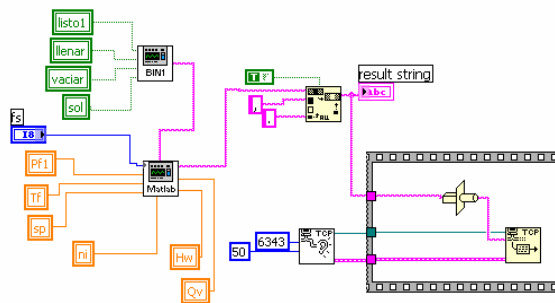 listo1
llenar
vaciar
sol
BIN1
fs
I8
Pf1
Tf
sp
ni
Matlab
Hw
Qv
T F
,
.
ALL
result string
abc
50
6343
TCP
TCP